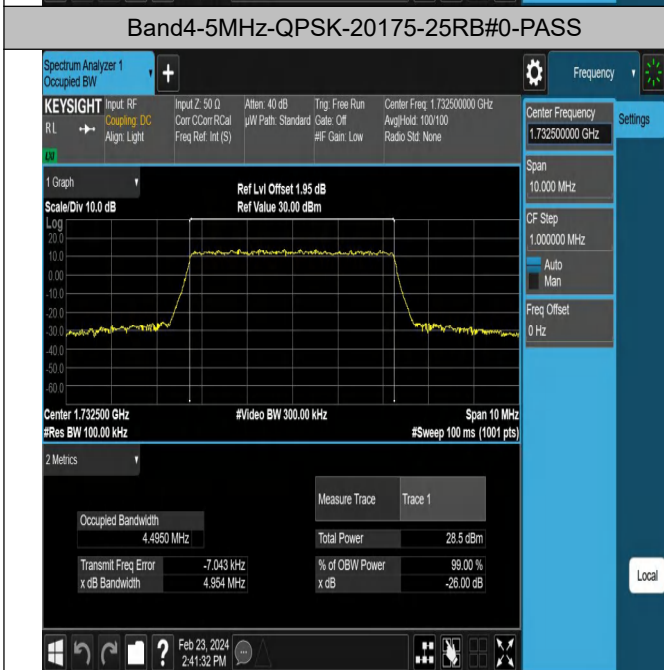 Band4-5MHz-QPSK-20175-25RB#0-PASS
Spectrum Analyzer 1
Occupied BW
+
Frequency
KEYSIGHT
RL
LXI
Input: RF
Coupling: DC
Align: Light
Input Z: 50 Ω
Corr CCorr RCal
Freq Ref: Int (S)
Atten: 40 dB
µW Path: Standard
Trig: Free Run
Gate: Off
#IF Gain: Low
Center Freq: 1.732500000 GHz
Avg|Hold: 100/100
Radio Std: None
Center Frequency
1.732500000 GHz
Settings
Span
10.000 MHz
CF Step
1.000000 MHz
Auto
Man
Freq Offset
0 Hz
1 Graph
Scale/Div 10.0 dB
Ref Lvl Offset 1.95 dB
Ref Value 30.00 dBm
Log
20.0
10.0
0.00
-10.0
-20.0
-30.0
-40.0
-50.0
-60.0
Center 1.732500 GHz
#Video BW 300.00 kHz
Span 10 MHz
#Res BW 100.00 kHz
#Sweep 100 ms (1001 pts)
2 Metrics
Measure Trace
Trace 1
Occupied Bandwidth
4.4950 MHz
Total Power
28.5 dBm
Transmit Freq Error
-7.043 kHz
% of OBW Power
99.00 %
x dB Bandwidth
4.954 MHz
x dB
-26.00 dB
Local
?
Feb 23, 2024
2:41:32 PM